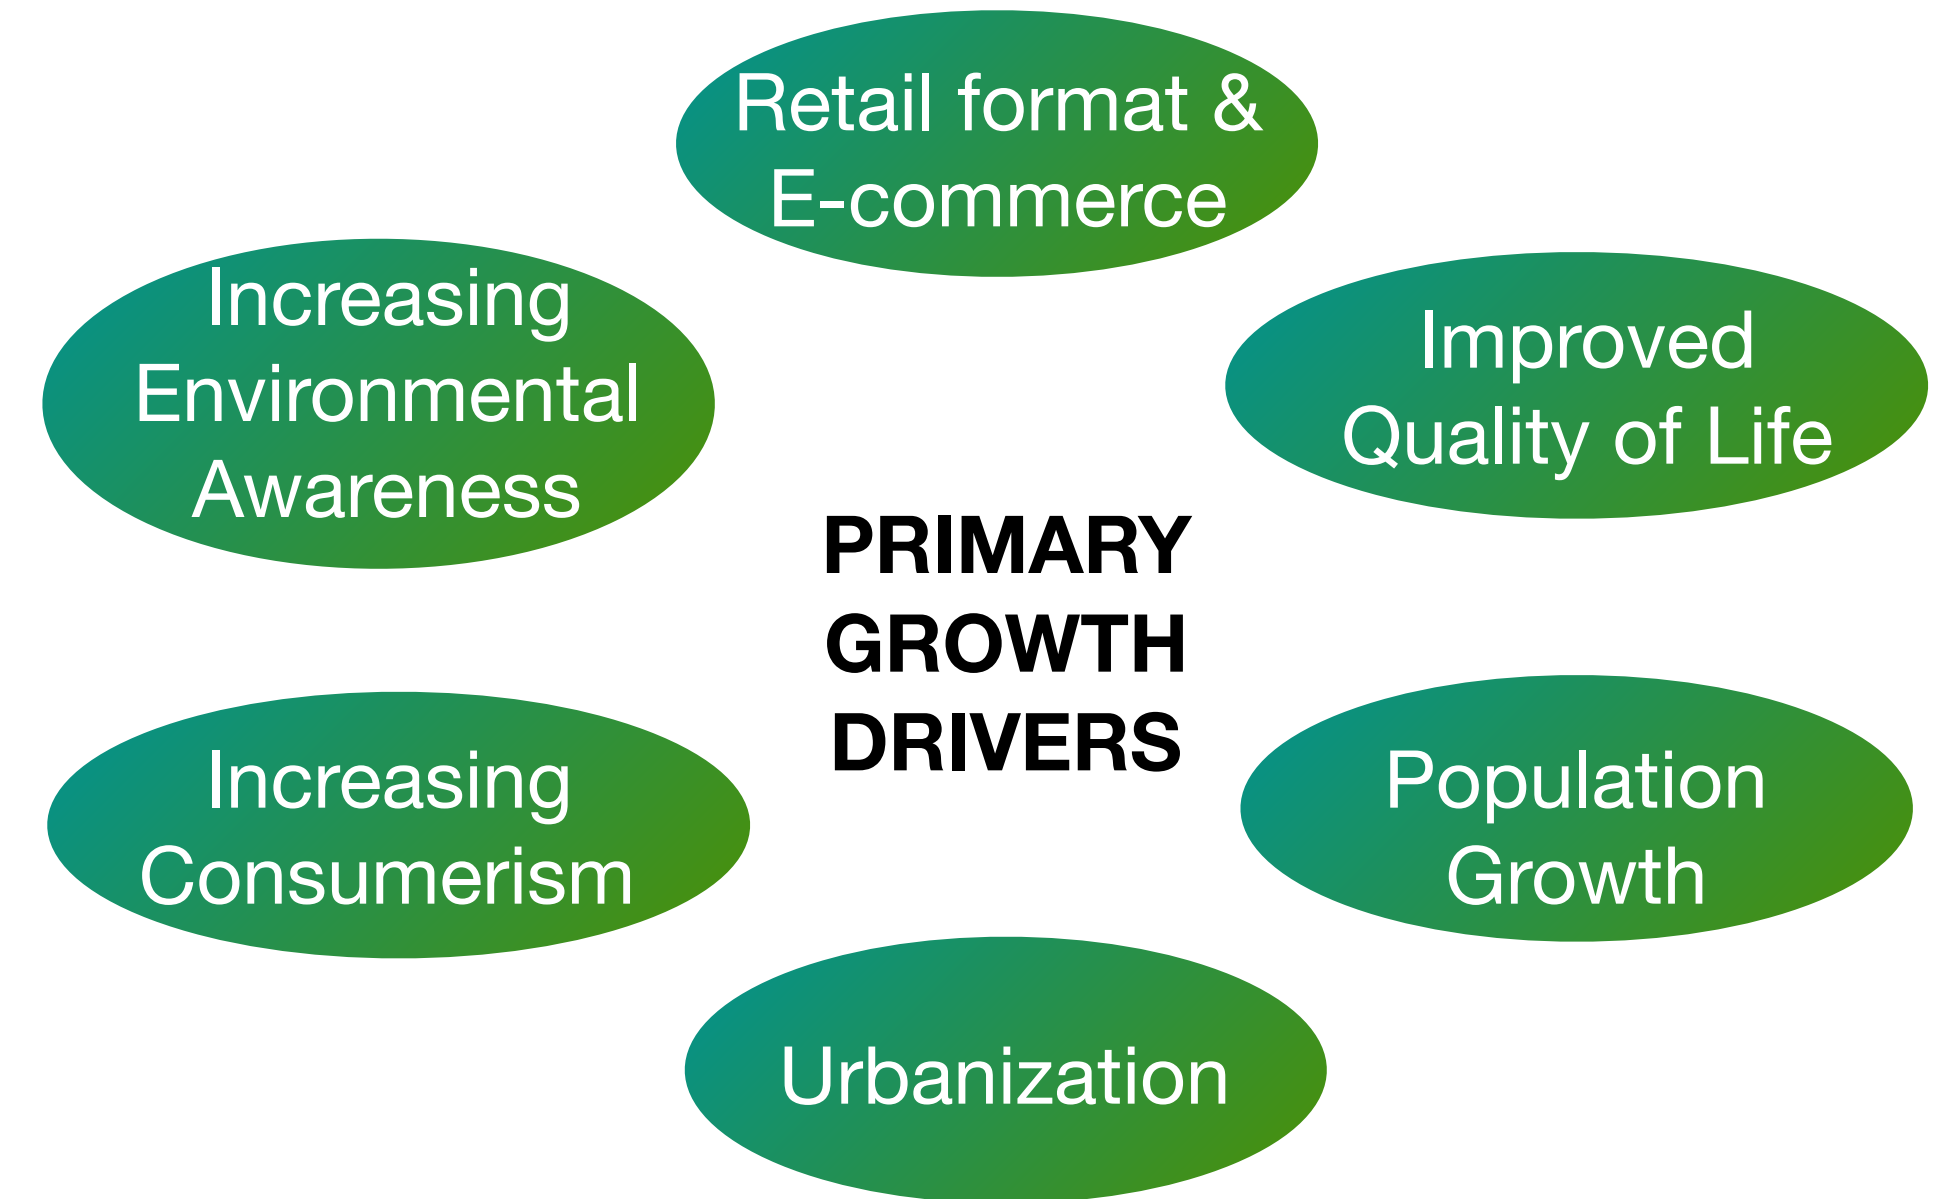 Retail format &
E-commerce
Improved
Quality of Life
Population
Growth
Urbanization
Increasing
Consumerism
Increasing
Environmental
Awareness
PRIMARY
GROWTH
DRIVERS